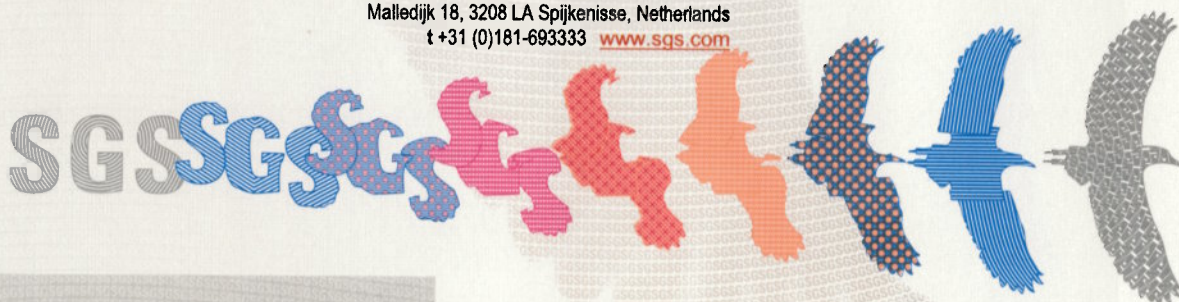 Malledijk 18, 3208 LA Spijkenisse, Netherlands
t +31 (0)181-693333 www.sgs.com
SGS SGS SGS